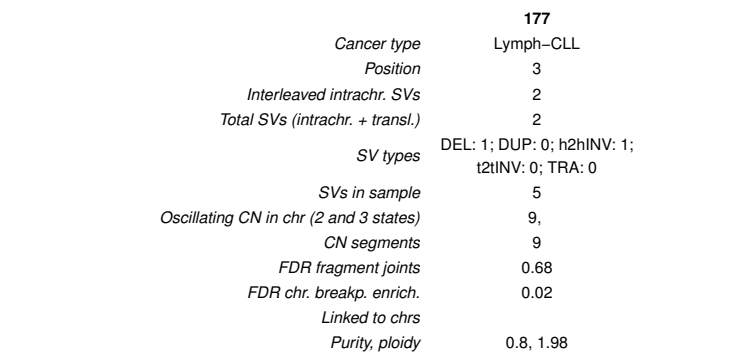 177
Cancer type Lymph−CLL
Position 3
Interleaved intrachr. SVs 2
Total SVs (intrachr. + transl.) 2
SV types DEL: 1; DUP: 0; h2hINV: 1;
t2tINV: 0; TRA: 0
SVs in sample 5
Oscillating CN in chr (2 and 3 states) 9,
CN segments 9
FDR fragment joints 0.68
FDR chr. breakp. enrich. 0.02
Linked to chrs
Purity, ploidy 0.8, 1.98